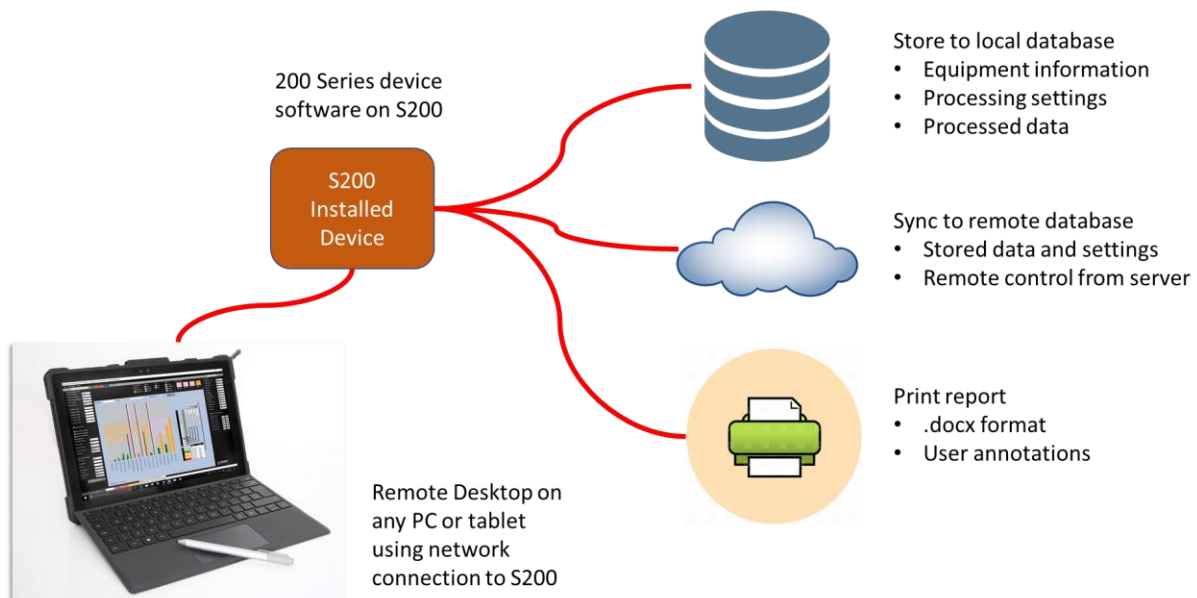 200 Series device
software on S200
S200
Installed
Device
Store to local database
• Equipment information
• Processing settings
• Processed data
Sync to remote database
• Stored data and settings
• Remote control from server
Print report
• .docx format
• User annotations
Remote Desktop on
any PC or tablet
using network
connection to S200